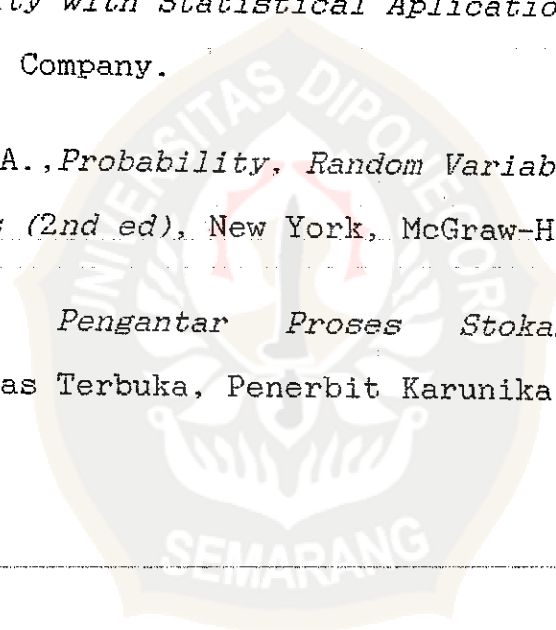 ity with Statistical Aplicatio
Company.
A.,Probability, Random Variab
s (2nd ed), New York, McGraw-H
Pengantar Proses Stoka
as Terbuka, Penerbit Karunika
UNIVERSITAS DIPONEGORO
SEMARANG